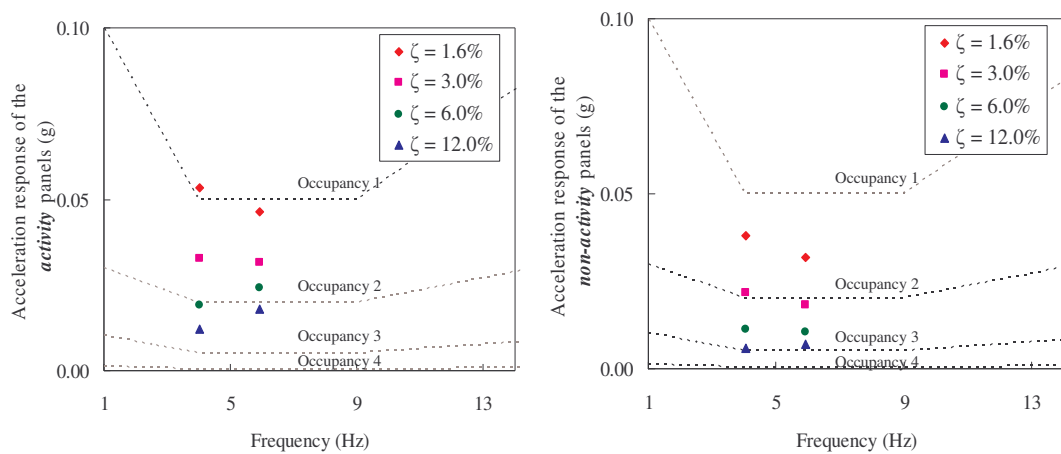 Acceleration response of the
activity panels (g)
0.10
0.05
0.00
ζ = 1.6%
ζ = 3.0%
ζ = 6.0%
ζ = 12.0%
Occupancy 1
Occupancy 2
Occupancy 3
Occupancy 4
1 5 9 13
Frequency (Hz)
Acceleration response of the
non-activity panels (g)
0.10
0.05
0.00
ζ = 1.6%
ζ = 3.0%
ζ = 6.0%
ζ = 12.0%
Occupancy 1
Occupancy 2
Occupancy 3
Occupancy 4
1 5 9 13
Frequency (Hz)